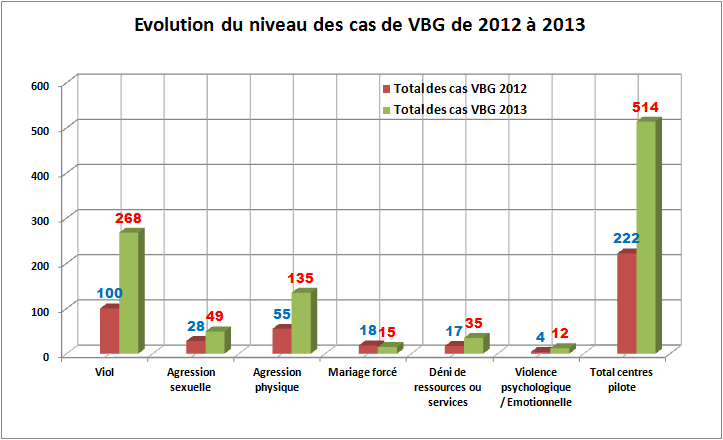 Evolution du niveau des cas de VBG de 2012 à 2013
Total des cas VBG 2012
Total des cas VBG 2013
600
500
400
300
200
100
0
100
268
28
49
55
135
18
15
17
35
4
12
222
514
Viol
Agression
sexuelle
Agression
physique
Mariage forcé
Déni de
ressources ou
services
Violence
psychologique
/ Emotionnelle
Total centres
pilote